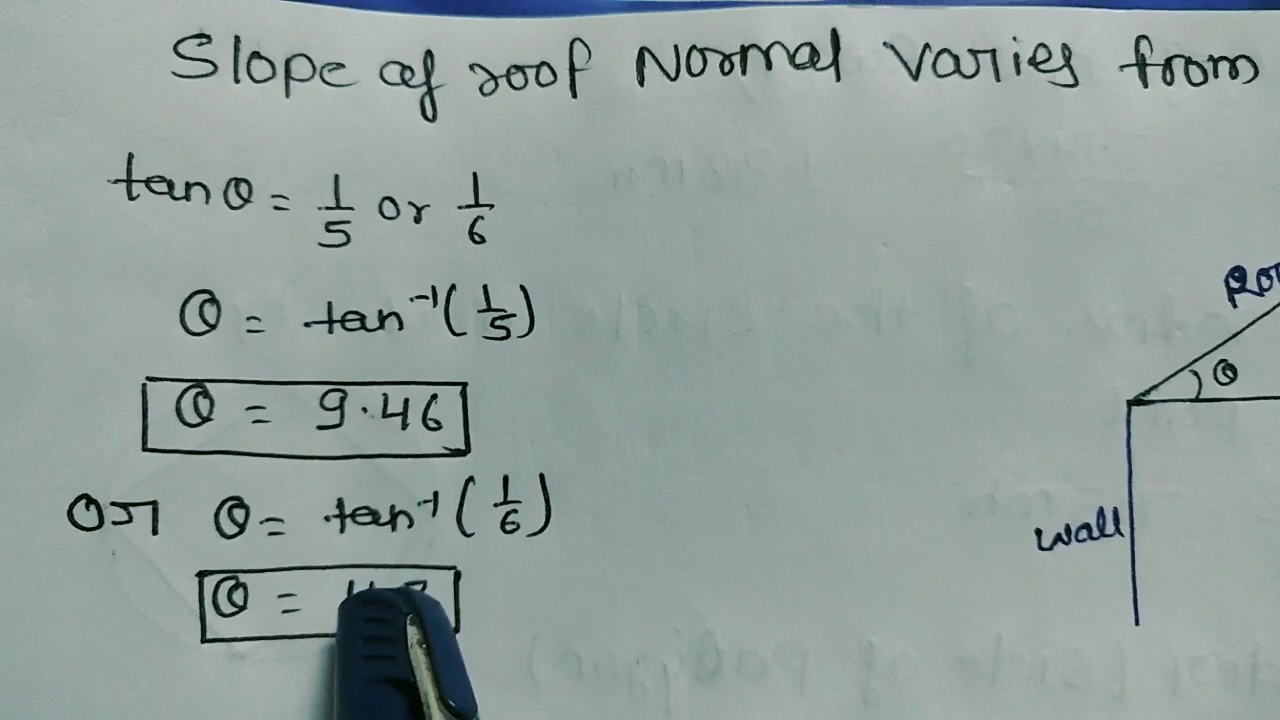 Slope of roof Normal varies from
tan θ = 1/5 or 1/6
θ = tan⁻¹(1/5)
θ = 9.46
or θ = tan⁻¹(1/6)
θ =
θ
wall